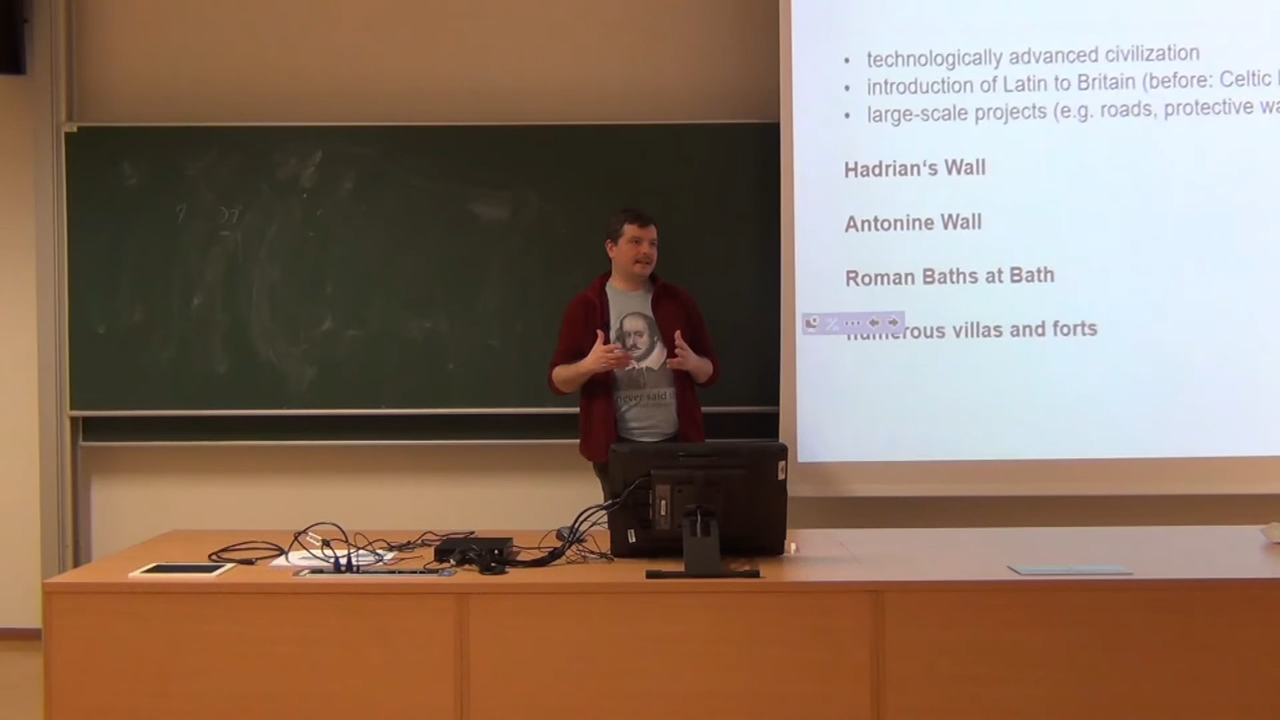 • technologically advanced civilization
• introduction of Latin to Britain (before: Celtic
• large-scale projects (e.g. roads, protective
Hadrian‘s Wall
Antonine Wall
Roman Baths at Bath
numerous villas and forts
never said